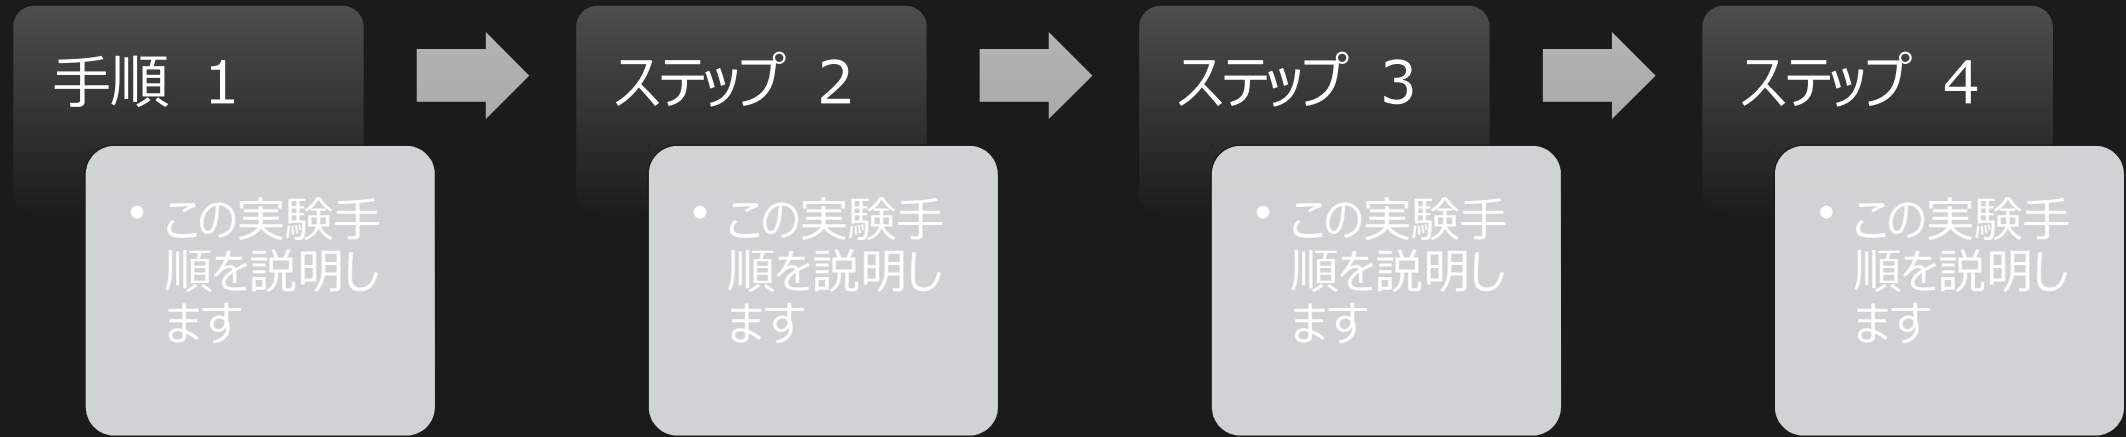 手順 1
• この実験手
順を説明し
ます
ステップ 2
• この実験手
順を説明し
ます
ステップ 3
• この実験手
順を説明し
ます
ステップ 4
• この実験手
順を説明し
ます